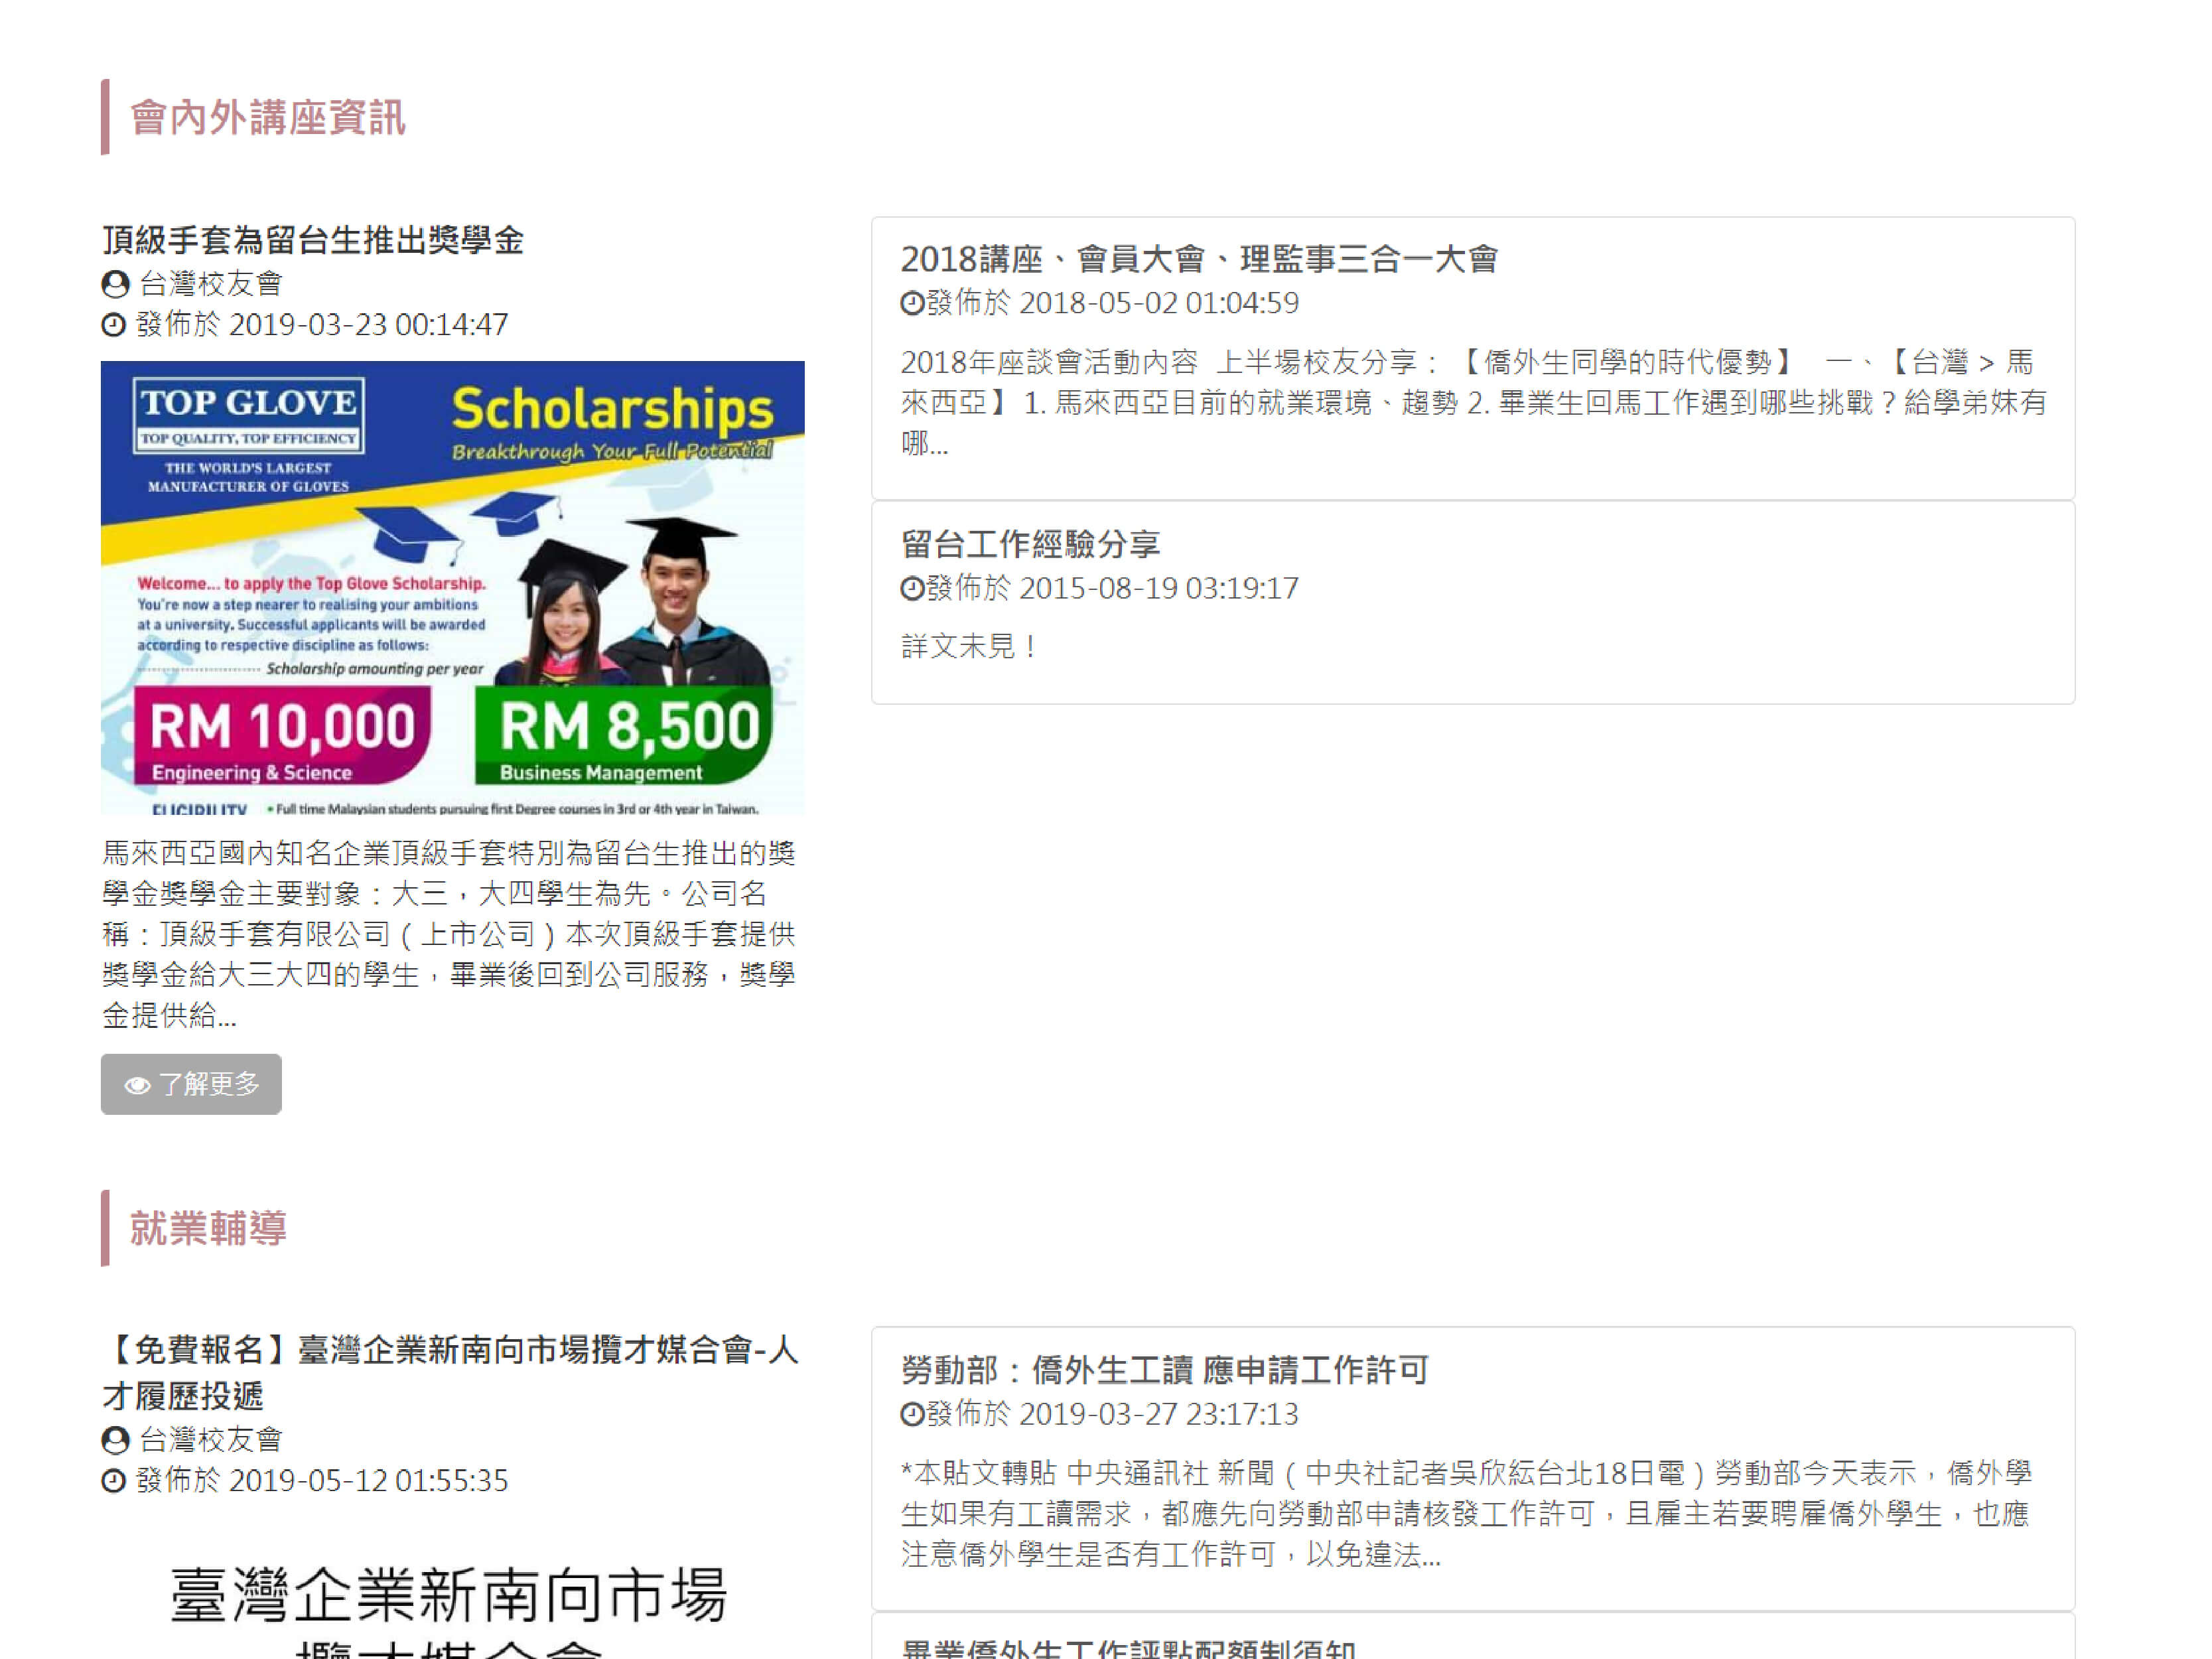 會內外講座資訊
頂級手套為留台生推出獎學金
台灣校友會
發佈於 2019-03-23 00:14:47
TOP GLOVE
TOP QUALITY, TOP EFFICIENCY
THE WORLD'S LARGEST
MANUFACTURER OF GLOVES
Scholarships
Breakthrough Your Full Potential
Welcome... to apply the Top Glove Scholarship.
You're now a step nearer to realising your ambitions
at a university. Successful applicants will be awarded
according to respective discipline as follows:
Scholarship amounting per year
RM 10,000
Engineering & Science
RM 8,500
Business Management
ELIGIBILITY • Full time Malaysian students pursuing first Degree courses in 3rd or 4th year in Taiwan.
馬來西亞國內知名企業頂級手套特別為留台生推出的獎
學金獎學金主要對象：大三，大四學生為先。公司名
稱：頂級手套有限公司（上市公司）本次頂級手套提供
獎學金給大三大四的學生，畢業後回到公司服務，獎學
金提供給...
了解更多
2018講座、會員大會、理監事三合一大會
發佈於 2018-05-02 01:04:59
2018年座談會活動內容 上半場校友分享：【僑外生同學的時代優勢】 一、【台灣 > 馬
來西亞】1. 馬來西亞目前的就業環境、趨勢 2. 畢業生回馬工作遇到哪些挑戰？給學弟妹有
哪...
留台工作經驗分享
發佈於 2015-08-19 03:19:17
詳文未見！
就業輔導
【免費報名】臺灣企業新南向市場攬才媒合會-人
才履歷投遞
台灣校友會
發佈於 2019-05-12 01:55:35
臺灣企業新南向市場
攬才媒合會
勞動部：僑外生工讀 應申請工作許可
發佈於 2019-03-27 23:17:13
*本貼文轉貼 中央通訊社 新聞（中央社記者吳欣紜台北18日電）勞動部今天表示，僑外學
生如果有工讀需求，都應先向勞動部申請核發工作許可，且雇主若要聘雇僑外學生，也應
注意僑外學生是否有工作許可，以免違法...
畢業僑外生工作評點配額制須知